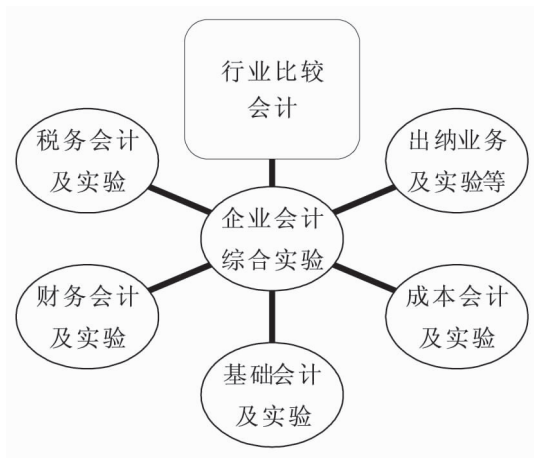 行业比较
会计
税务会计
及实验
出纳业务
及实验等
企业会计
综合实验
财务会计
及实验
成本会计
及实验
基础会计
及实验